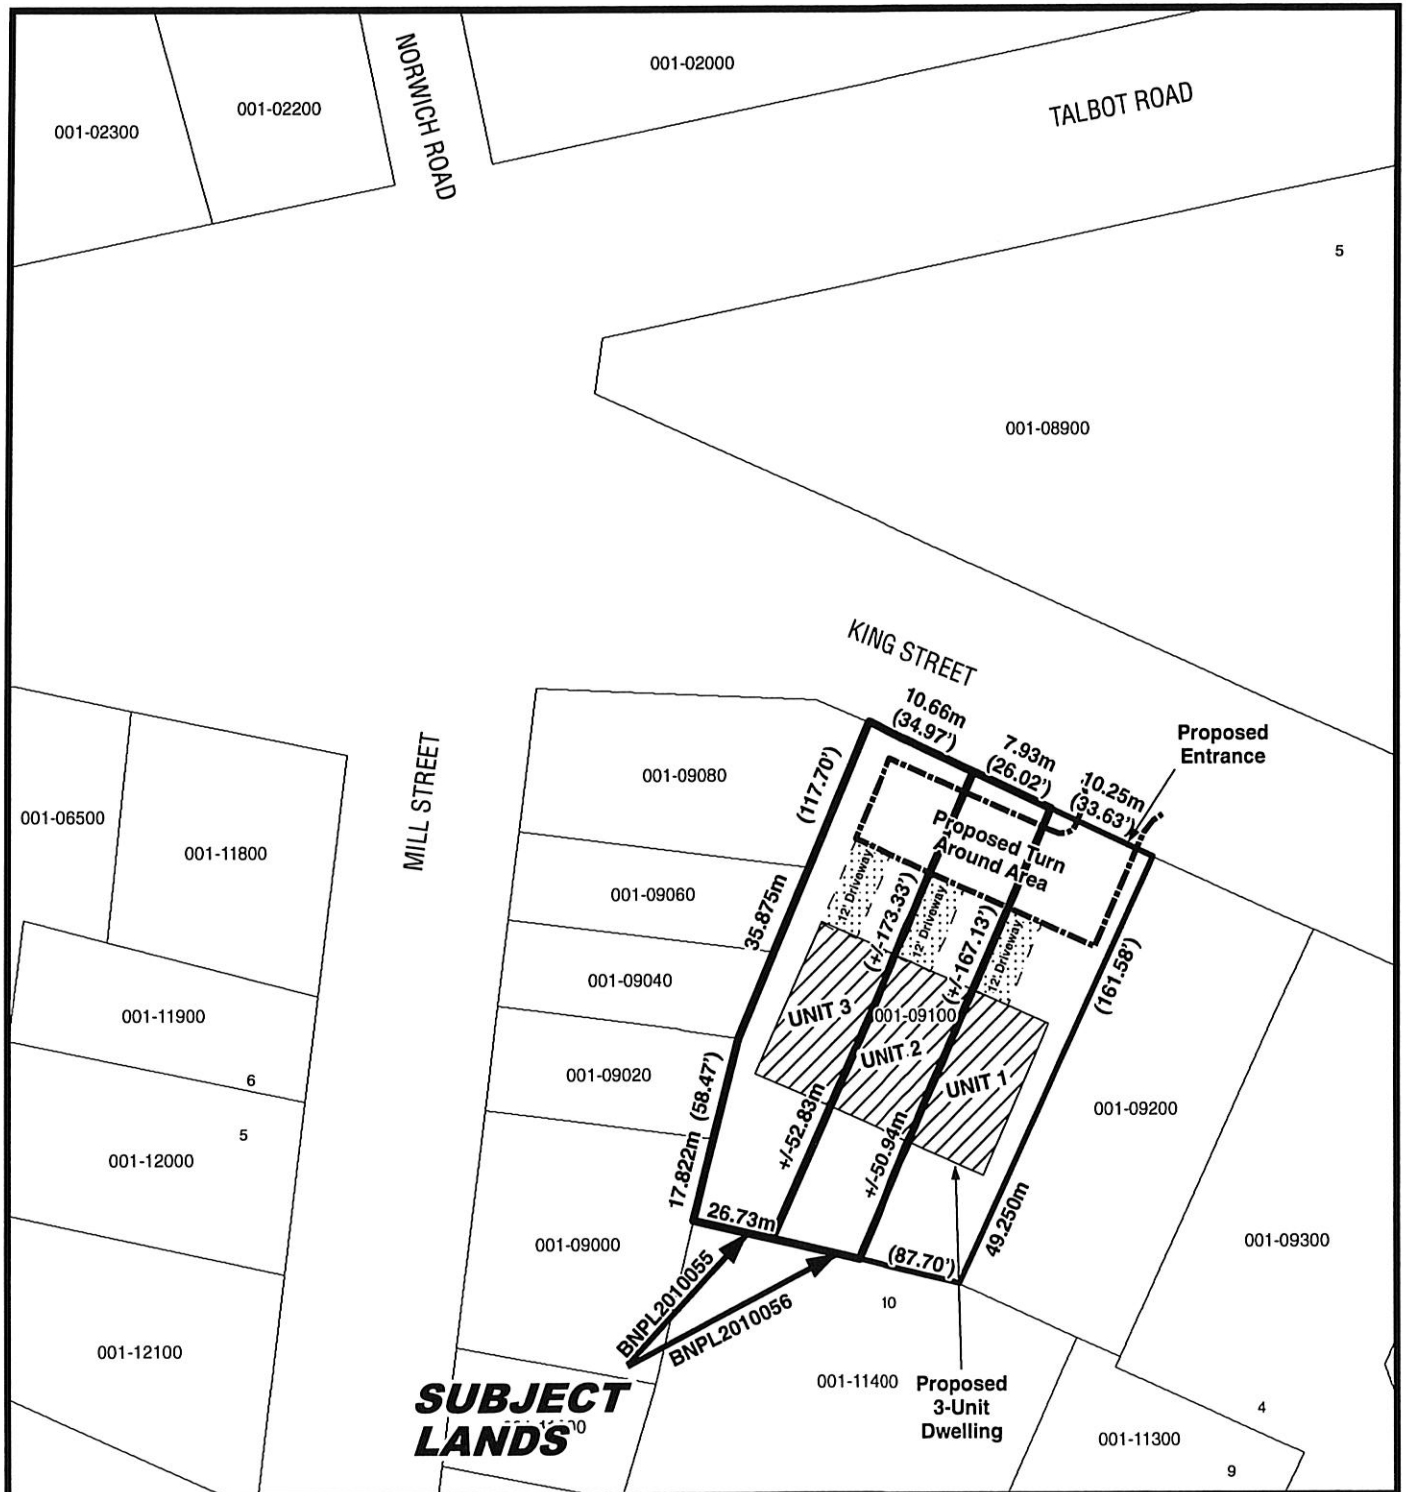 001-02300
001-02200
NORWICH ROAD
001-02000
TALBOT ROAD
5
001-08900
KING STREET
10.66m
(34.97')
7.93m
(26.02')
10.25m
(33.63')
Proposed
Entrance
001-06500
001-11800
MILL STREET
001-09080
(117.70')
35.875m
Proposed Turn
Around Area
001-09060
12' Driveway
(+/-173.33')
12' Driveway
(+/-167.13')
12' Driveway
(161.58')
001-09040
001-11900
UNIT 3
001-09100
UNIT 2
UNIT 1
6
001-09020
17.822m (58.47')
+/-52.83m
+/-50.94m
49.250m
001-09200
5
001-12000
26.73m
(87.70')
001-09000
001-09300
BNPL2010055
BNPL2010056
10
001-12100
001-11400
Proposed
3-Unit
Dwelling
SUBJECT
LANDS
4
001-11300
9